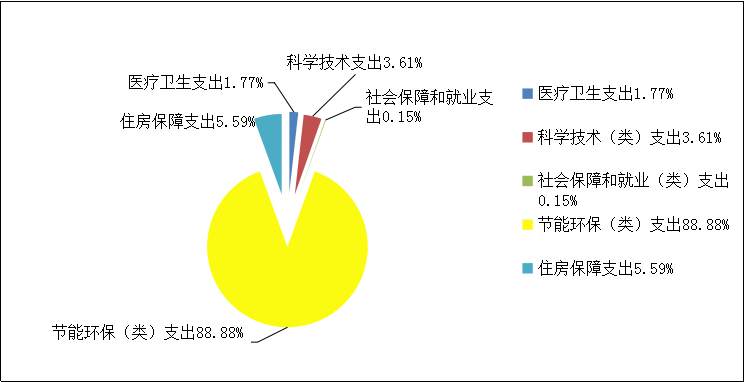 科学技术支出3.61%
医疗卫生支出1.77%
社会保障和就业支
出0.15%
住房保障支出5.59%
节能环保（类）支出88.88%
医疗卫生支出1.77%
科学技术（类）支出3.61%
社会保障和就业（类）支出
0.15%
节能环保（类）支出88.88%
住房保障支出5.59%